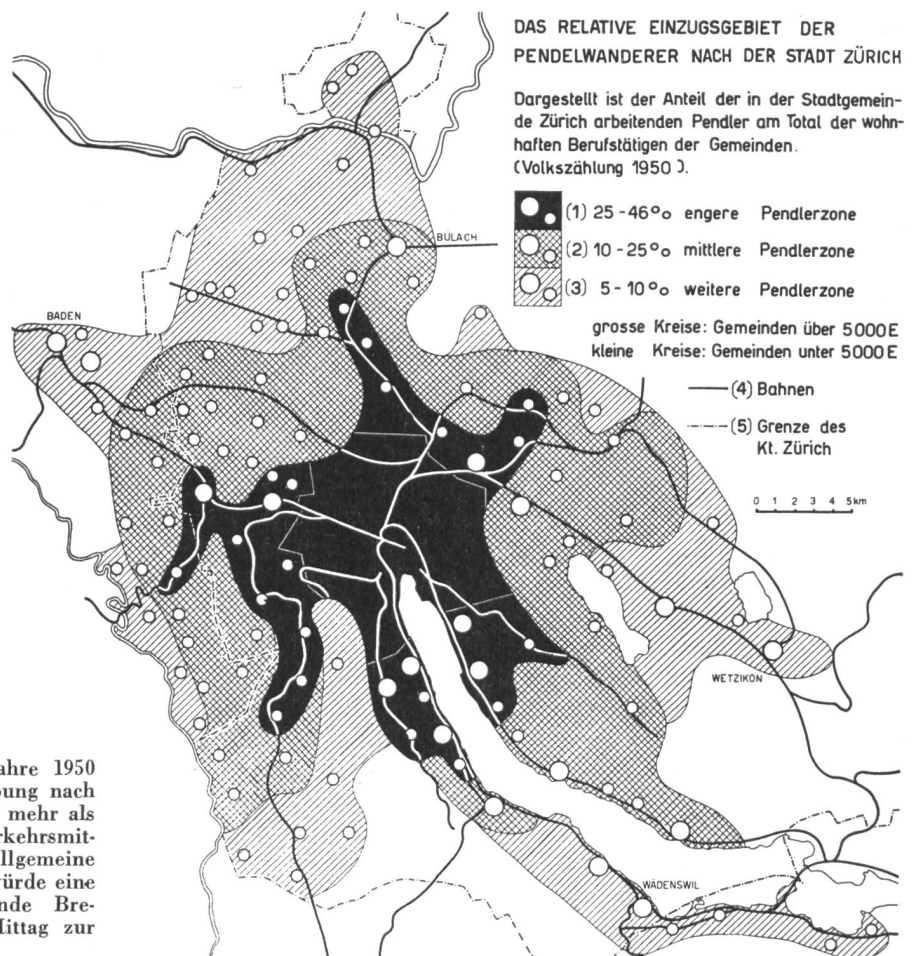 DAS RELATIVE EINZUGSGEBIET DER
PENDELWANDERER NACH DER STADT ZÜRICH
Dargestellt ist der Anteil der in der Stadtgemein-
de Zürich arbeitenden Pendler am Total der wohn-
haften Berufstätigen der Gemeinden.
(Volkszählung 1950).
(1) 25-46% engere Pendlerzone
(2) 10-25% mittlere Pendlerzone
(3) 5-10% weitere Pendlerzone
grosse Kreise: Gemeinden über 5000 E
kleine Kreise: Gemeinden unter 5000 E
(4) Bahnen
(5) Grenze des
Kt. Zürich
0 1 2 3 4 5km
BÜLACH
BADEN
WETZIKON
WÄDENSWIL
ahre 1950
bung nach
mehr als
rkehrsmit-
llgemeine
würde eine
nde Bre-
Mittag zur